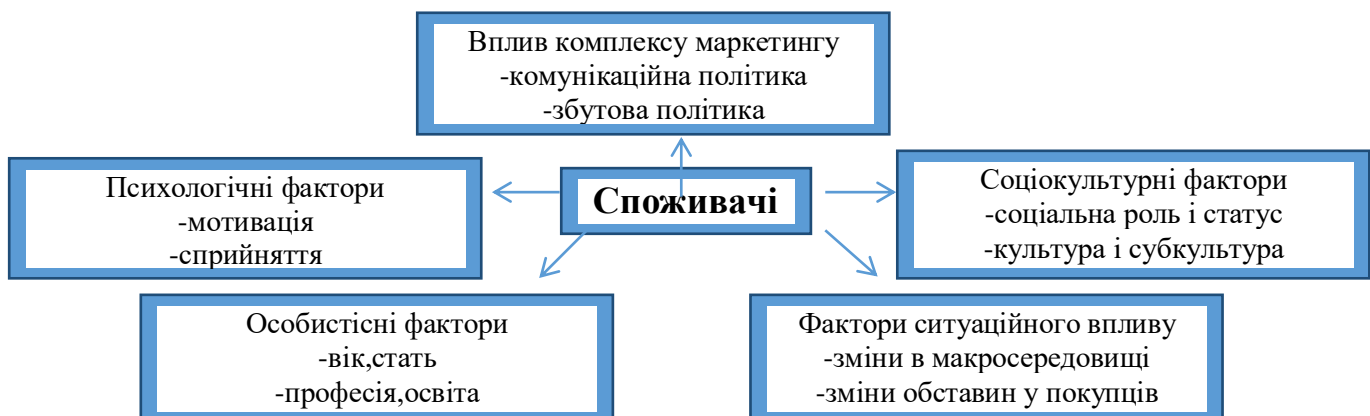 Вплив комплексу маркетингу
-комунікаційна політика
-збутова політика
Психологічні фактори
-мотивація
-сприйняття
Споживачі
Соціокультурні фактори
-соціальна роль і статус
-культура і субкультура
Особистісні фактори
-вік,стать
-професія,освіта
Фактори ситуаційного впливу
-зміни в макросередовищі
-зміни обставин у покупців